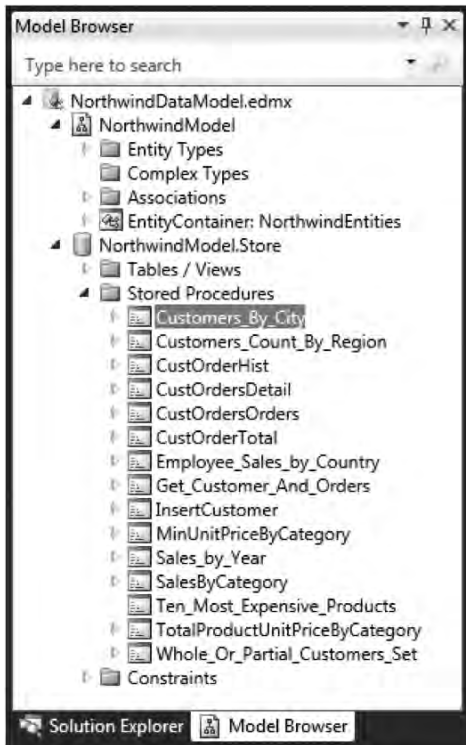 Model Browser
Type here to search
NorthwindDataModel.edmx
NorthwindModel
Entity Types
Complex Types
Associations
EntityContainer: NorthwindEntities
NorthwindModel.Store
Tables / Views
Stored Procedures
Customers_By_City
Customers_Count_By_Region
CustOrderHist
CustOrdersDetail
CustOrdersOrders
CustOrderTotal
Employee_Sales_by_Country
Get_Customer_And_Orders
InsertCustomer
MinUnitPriceByCategory
Sales_by_Year
SalesByCategory
Ten_Most_Expensive_Products
TotalProductUnitPriceByCategory
Whole_Or_Partial_Customers_Set
Constraints
Solution Explorer Model Browser